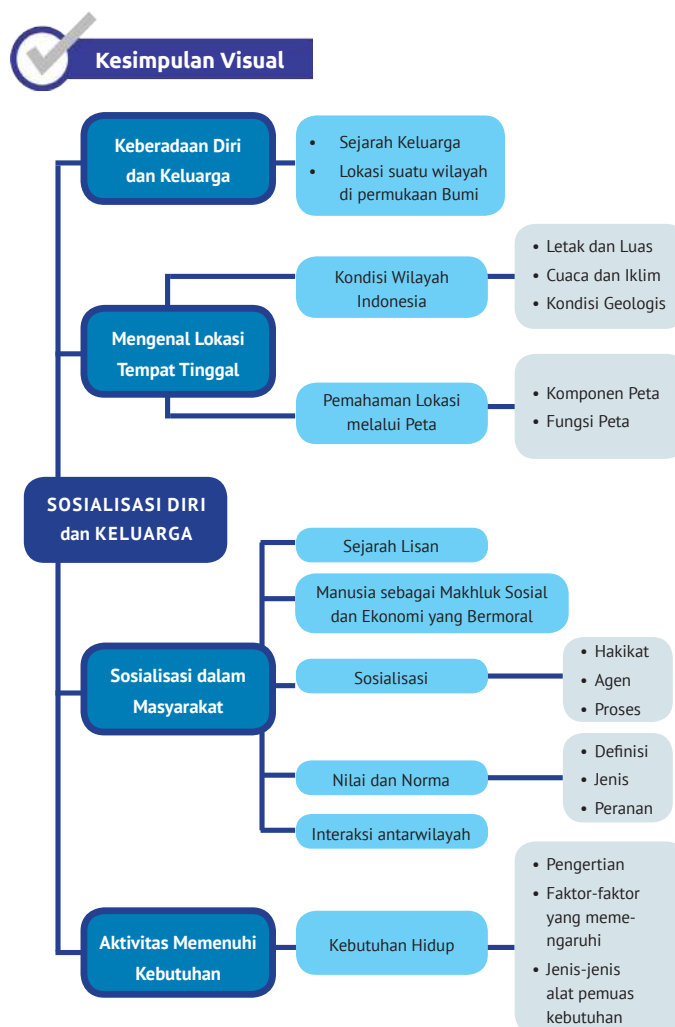 Kesimpulan Visual
Keberadaan Diri
dan Keluarga
• Sejarah Keluarga
• Lokasi suatu wilayah
di permukaan Bumi
Mengenal Lokasi
Tempat Tinggal
Kondisi Wilayah
Indonesia
• Letak dan Luas
• Cuaca dan Iklim
• Kondisi Geologis
Pemahaman Lokasi
melalui Peta
• Komponen Peta
• Fungsi Peta
SOSIALISASI DIRI
dan KELUARGA
Sosialisasi dalam
Masyarakat
Sejarah Lisan
Manusia sebagai Makhluk Sosial
dan Ekonomi yang Bermoral
Sosialisasi
• Hakikat
• Agen
• Proses
Nilai dan Norma
• Definisi
• Jenis
• Peranan
Interaksi antarwilayah
Aktivitas Memenuhi
Kebutuhan
Kebutuhan Hidup
• Pengertian
• Faktor-faktor
yang meme-
ngaruhi
• Jenis-jenis
alat pemuas
kebutuhan